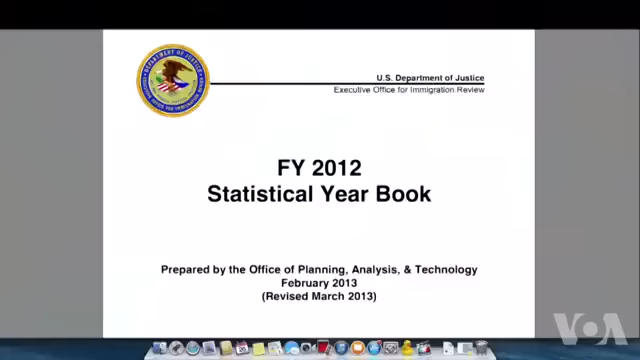 U.S. Department of Justice
Executive Office for Immigration Review
FY 2012
Statistical Year Book
Prepared by the Office of Planning, Analysis, & Technology
February 2013
(Revised March 2013)
VOA